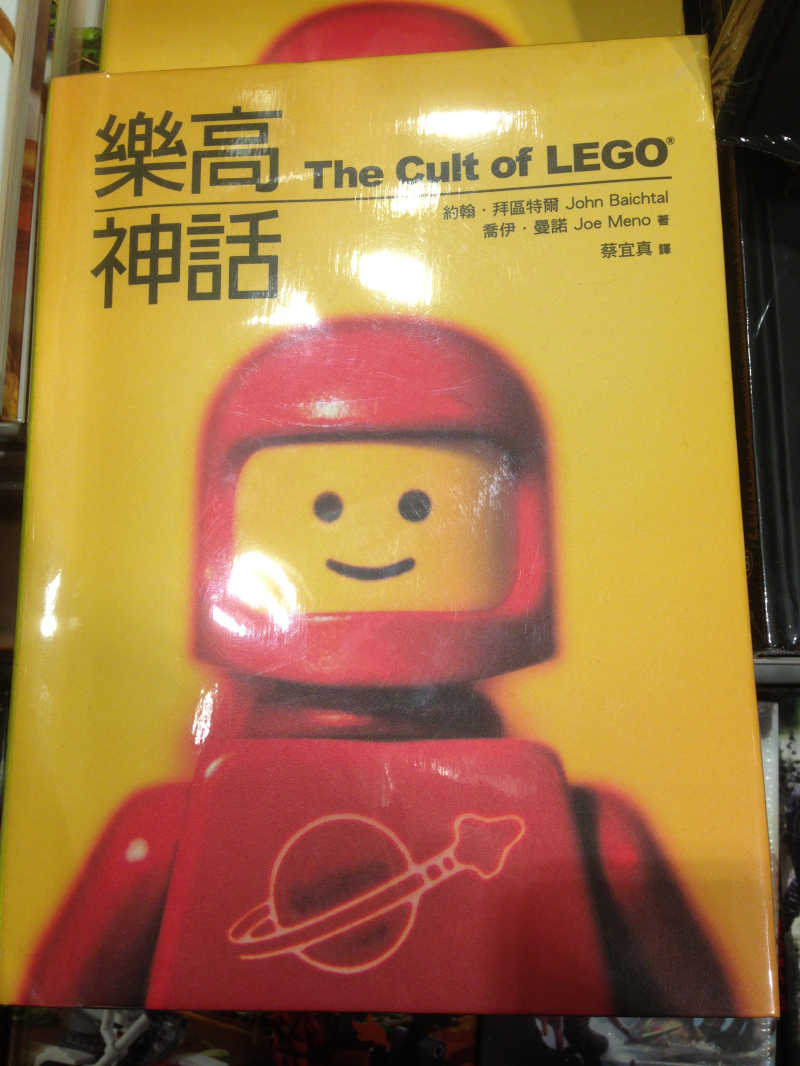 樂高
神話
The Cult of LEGO®
約翰・拜區特爾 John Baichtal
喬伊・曼諾 Joe Meno 著
蔡宜真 譯